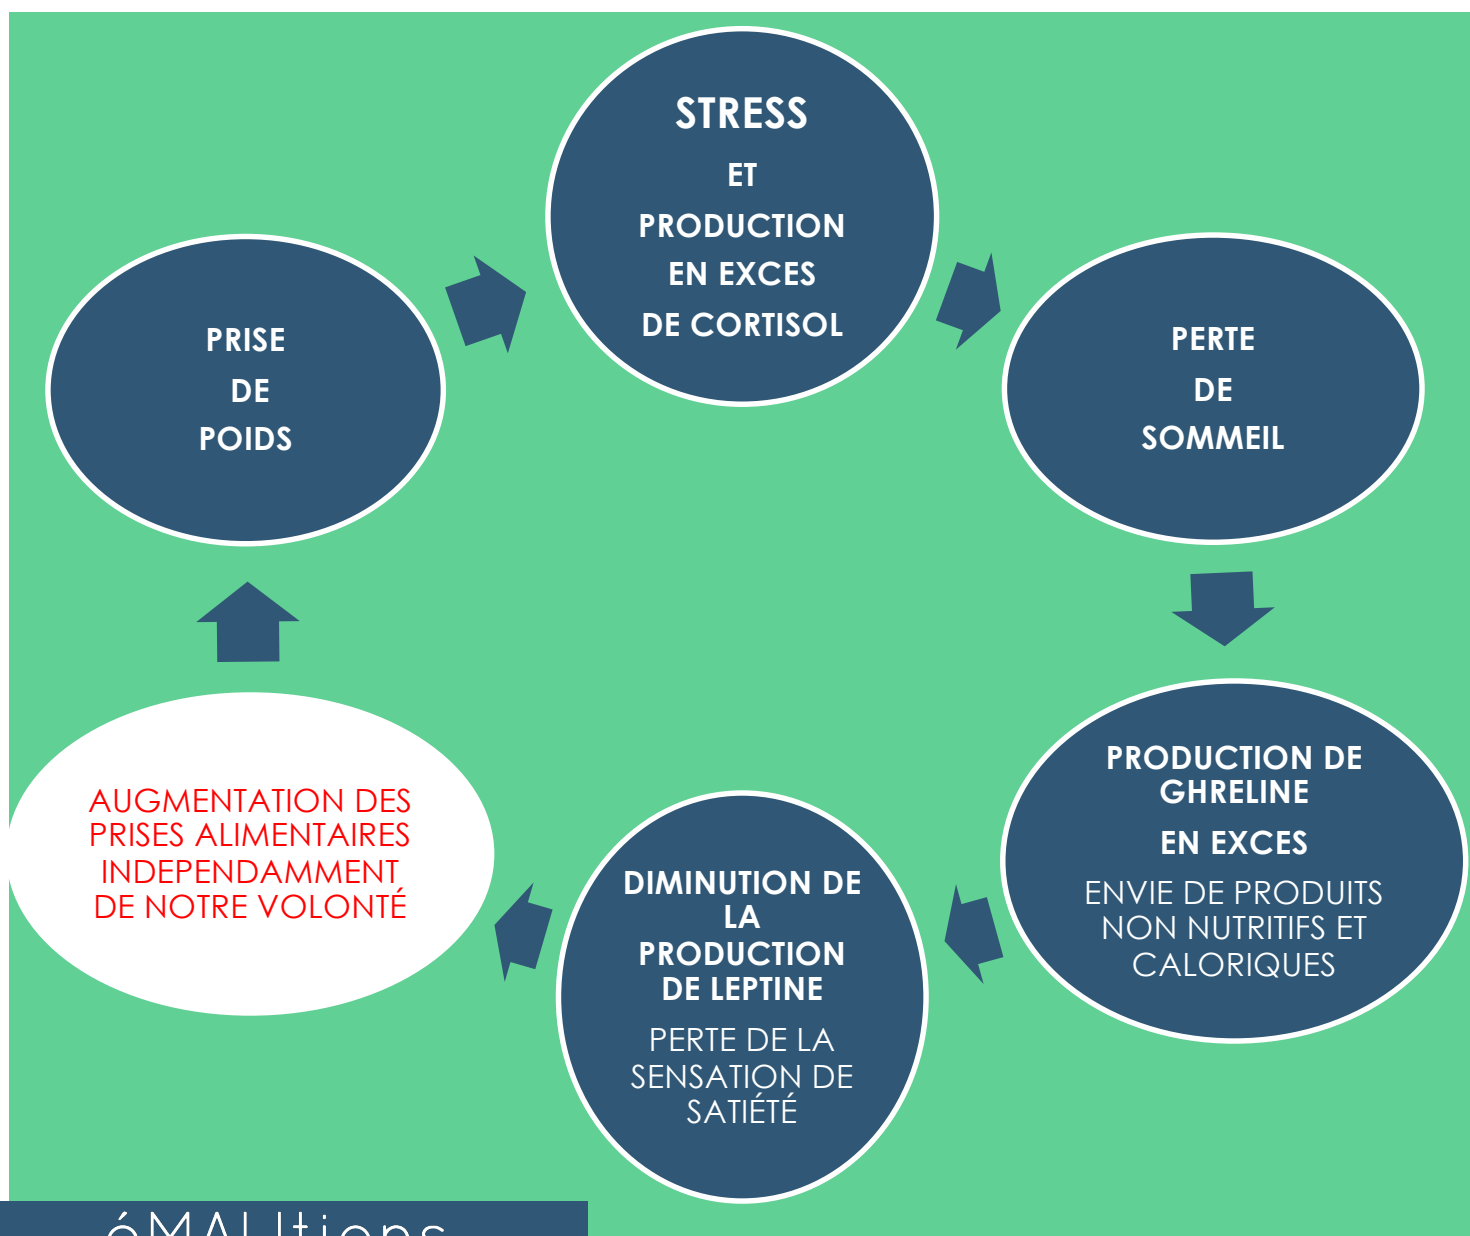 STRESS
ET
PRODUCTION
EN EXCES
DE CORTISOL
PERTE
DE
SOMMEIL
PRODUCTION DE
GHRELINE
EN EXCES
ENVIE DE PRODUITS
NON NUTRITIFS ET
CALORIQUES
DIMINUTION DE
LA
PRODUCTION
DE LEPTINE
PERTE DE LA
SENSATION DE
SATIÉTÉ
AUGMENTATION DES
PRISES ALIMENTAIRES
INDEPENDAMMENT
DE NOTRE VOLONTÉ
PRISE
DE
POIDS